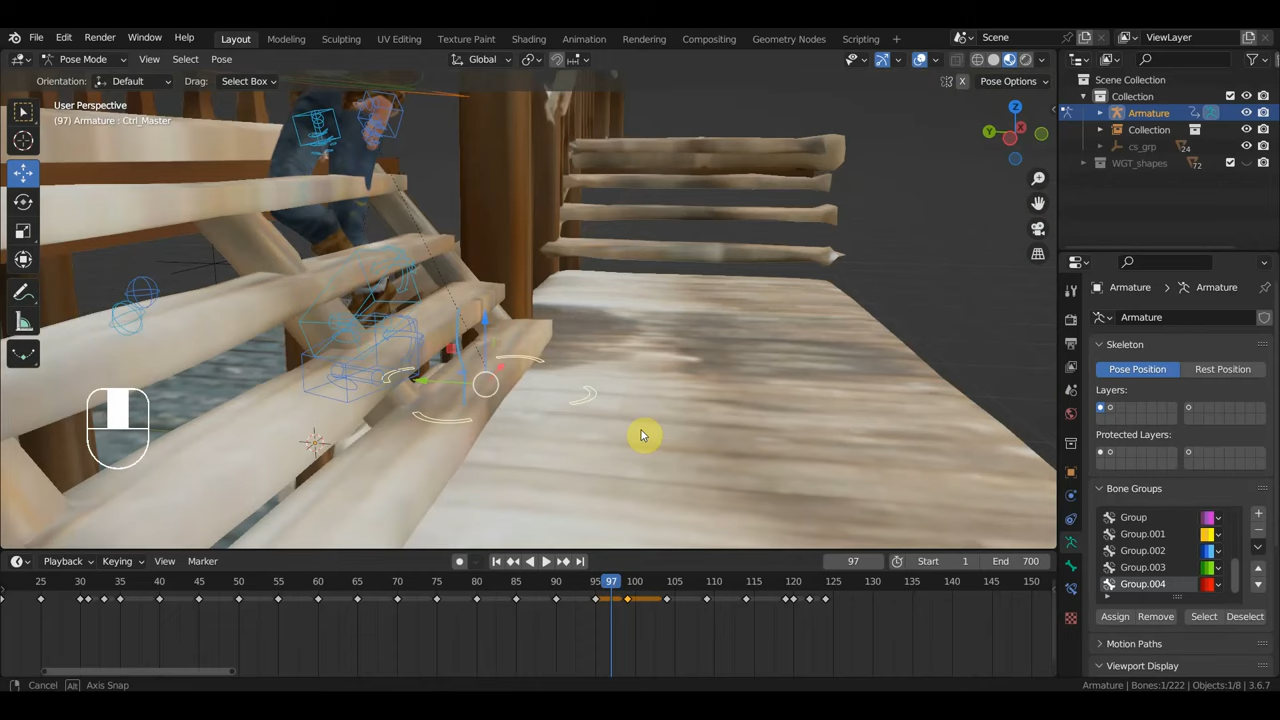 File Edit Render Window Help Layout Modeling Sculpting UV Editing Texture Paint Shading Animation Rendering Compositing Geometry Nodes Scripting + Scene ViewLayer
Pose Mode View Select Pose Global
Orientation: Default Drag: Select Box X Pose Options
User Perspective
(97) Armature : Ctrl_Master
Z
Y
X
Scene Collection
Collection
Armature
Collection
cs_grp 24
WGT_shapes 72
Armature > Armature
Armature
Skeleton
Pose Position Rest Position
Layers:
Protected Layers:
Bone Groups
Group
Group.001
Group.002
Group.003
Group.004
Assign Remove Select Deselect
Motion Paths
Viewport Display
Playback Keying View Marker 97 Start 1 End 700
25 30 35 40 45 50 55 60 65 70 75 80 85 90 95 97 100 105 110 115 120 125 130 135 140 145 150
Cancel Alt Axis Snap Armature | Bones:1/222 | Objects:1/8 | 3.6.7